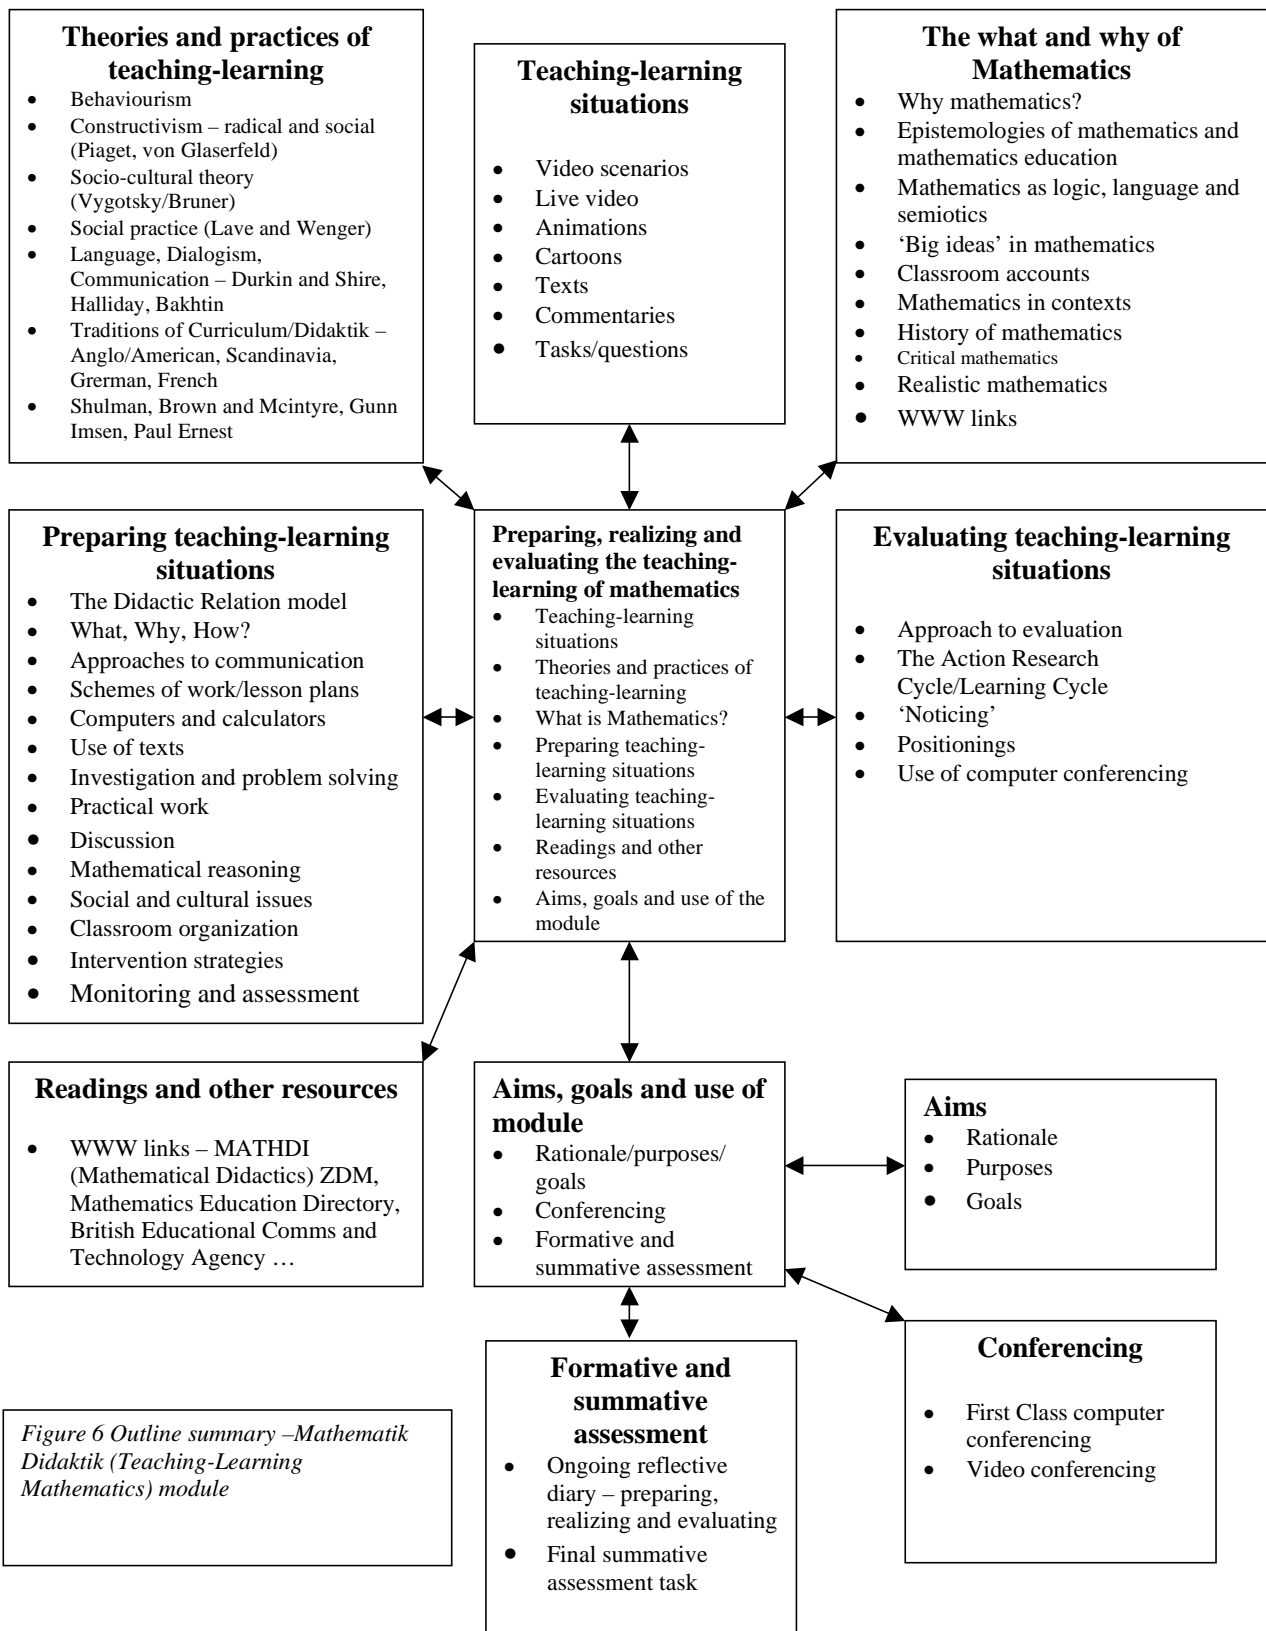 Theories and practices of
teaching-learning
• Behaviourism
• Constructivism – radical and social
(Piaget, von Glaserfeld)
• Socio-cultural theory
(Vygotsky/Bruner)
• Social practice (Lave and Wenger)
• Language, Dialogism,
Communication – Durkin and Shire,
Halliday, Bakhtin
• Traditions of Curriculum/Didaktik –
Anglo/American, Scandinavia,
Grerman, French
• Shulman, Brown and Mcintyre, Gunn
Imsen, Paul Ernest
Teaching-learning
situations
• Video scenarios
• Live video
• Animations
• Cartoons
• Texts
• Commentaries
• Tasks/questions
The what and why of
Mathematics
• Why mathematics?
• Epistemologies of mathematics and
mathematics education
• Mathematics as logic, language and
semiotics
• ‘Big ideas’ in mathematics
• Classroom accounts
• Mathematics in contexts
• History of mathematics
• Critical mathematics
• Realistic mathematics
• WWW links
Preparing teaching-learning
situations
• The Didactic Relation model
• What, Why, How?
• Approaches to communication
• Schemes of work/lesson plans
• Computers and calculators
• Use of texts
• Investigation and problem solving
• Practical work
• Discussion
• Mathematical reasoning
• Social and cultural issues
• Classroom organization
• Intervention strategies
• Monitoring and assessment
Preparing, realizing and
evaluating the teaching-
learning of mathematics
• Teaching-learning
situations
• Theories and practices of
teaching-learning
• What is Mathematics?
• Preparing teaching-
learning situations
• Evaluating teaching-
learning situations
• Readings and other
resources
• Aims, goals and use of the
module
Evaluating teaching-learning
situations
• Approach to evaluation
• The Action Research
Cycle/Learning Cycle
• ‘Noticing’
• Positionings
• Use of computer conferencing
Readings and other resources
• WWW links – MATHDI
(Mathematical Didactics) ZDM,
Mathematics Education Directory,
British Educational Comms and
Technology Agency …
Aims, goals and use of
module
• Rationale/purposes/
goals
• Conferencing
• Formative and
summative assessment
Aims
• Rationale
• Purposes
• Goals
Conferencing
• First Class computer
conferencing
• Video conferencing
Formative and
summative
assessment
• Ongoing reflective
diary – preparing,
realizing and evaluating
• Final summative
assessment task
Figure 6 Outline summary –Mathematik
Didaktik (Teaching-Learning
Mathematics) module